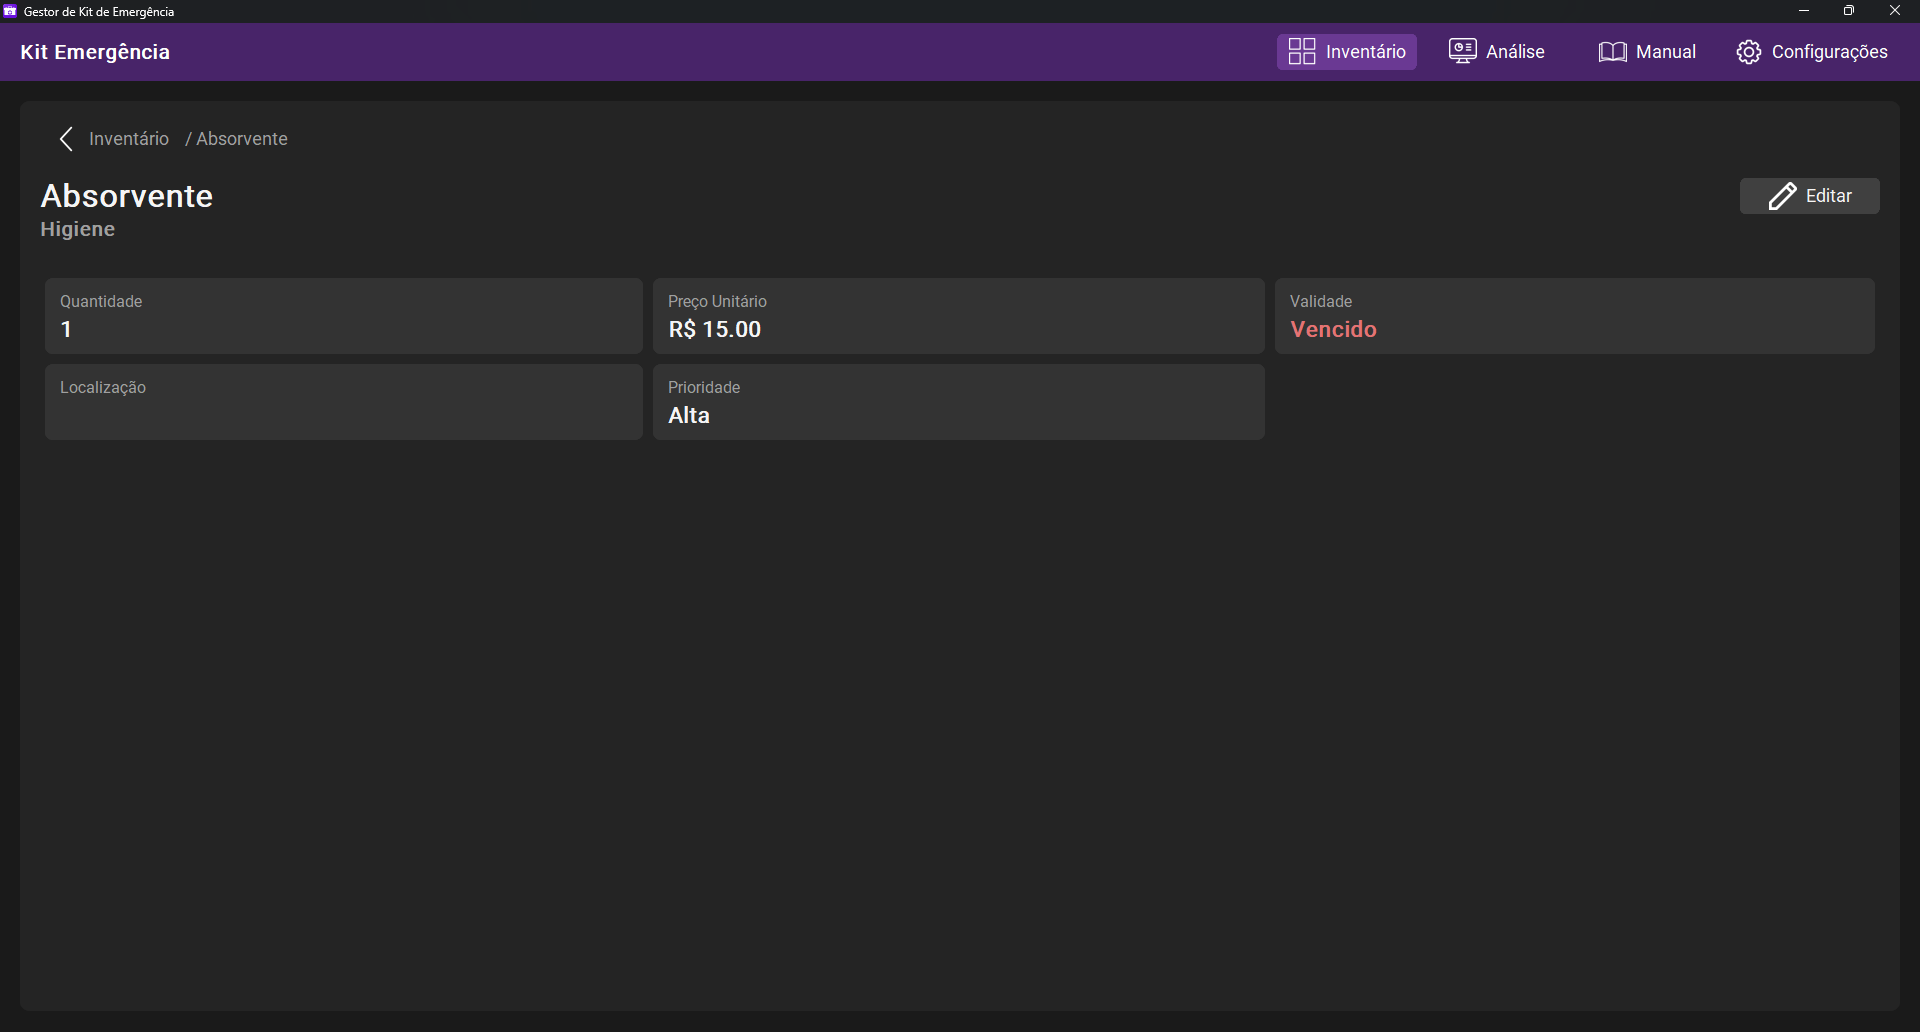 Gestor de Kit de Emergência
Kit Emergência
Inventário
Análise
Manual
Configurações
Inventário / Absorvente
Absorvente
Editar
Higiene
Quantidade
1
Preço Unitário
R$ 15.00
Validade
Vencido
Localização
Prioridade
Alta